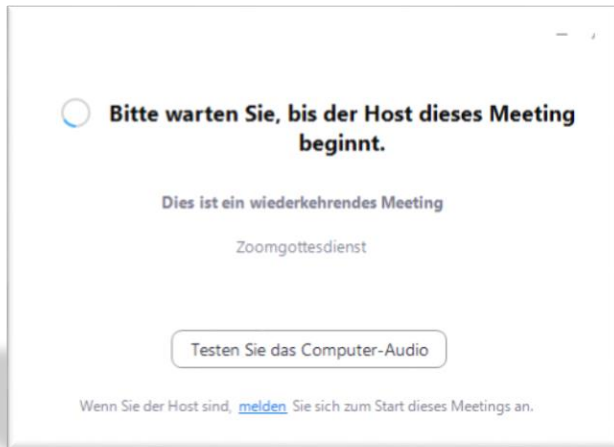 Bitte warten Sie, bis der Host dieses Meeting
beginnt.
Dies ist ein wiederkehrendes Meeting
Zoomgottesdienst
Testen Sie das Computer-Audio
Wenn Sie der Host sind, melden Sie sich zum Start dieses Meetings an.